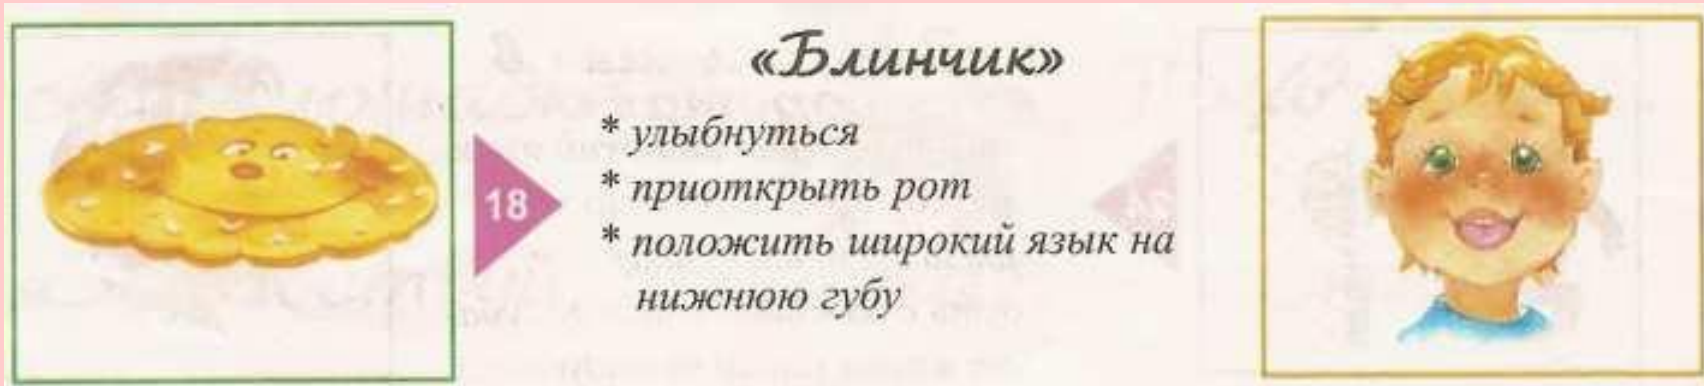 «Блинчик»
* улыбнуться
18
* приоткрыть рот
* положить широкий язык на
нижнюю губу